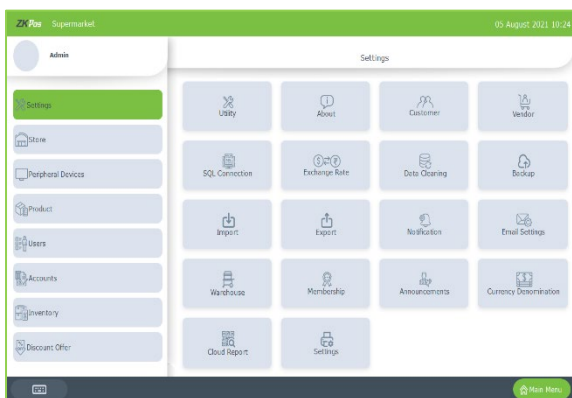 ZKPos Supermarket 05 August 2021 10:24
Admin
Settings
Settings
Store
Peripheral Devices
Product
Users
Accounts
Inventory
Discount Offer
Utility
About
Customer
Vendor
SQL Connection
Exchange Rate
Data Cleaning
Backup
Import
Export
Notification
Email Settings
Warehouse
Membership
Announcements
Currency Denomination
Cloud Report
Settings
Main Menu